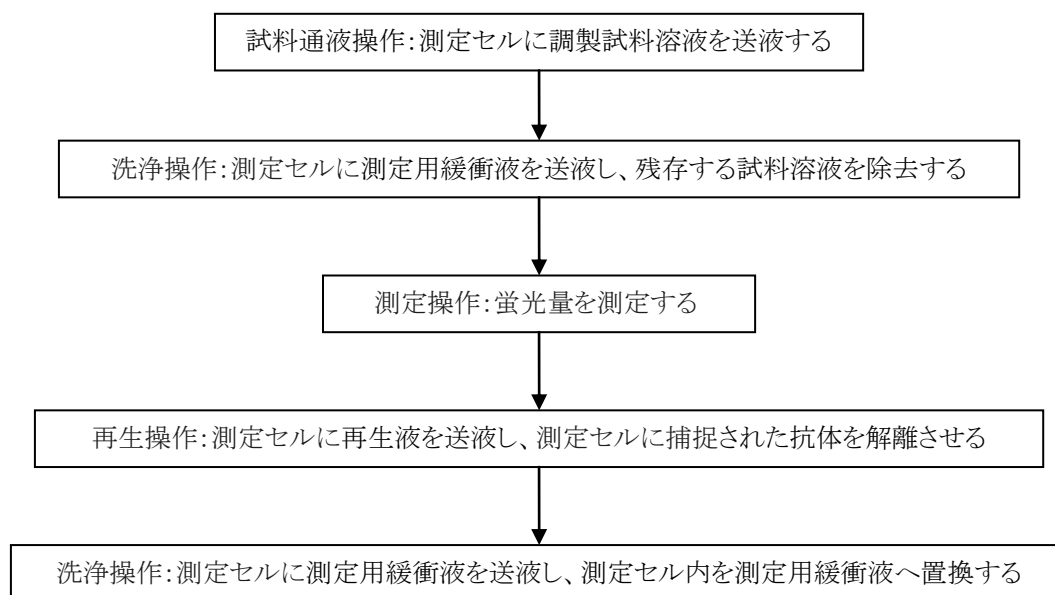 試料通液操作:測定セルに調製試料溶液を送液する
洗浄操作:測定セルに測定用緩衝液を送液し、残存する試料溶液を除去する
測定操作:蛍光量を測定する
再生操作:測定セルに再生液を送液し、測定セルに捕捉された抗体を解離させる
洗浄操作:測定セルに測定用緩衝液を送液し、測定セル内を測定用緩衝液へ置換する